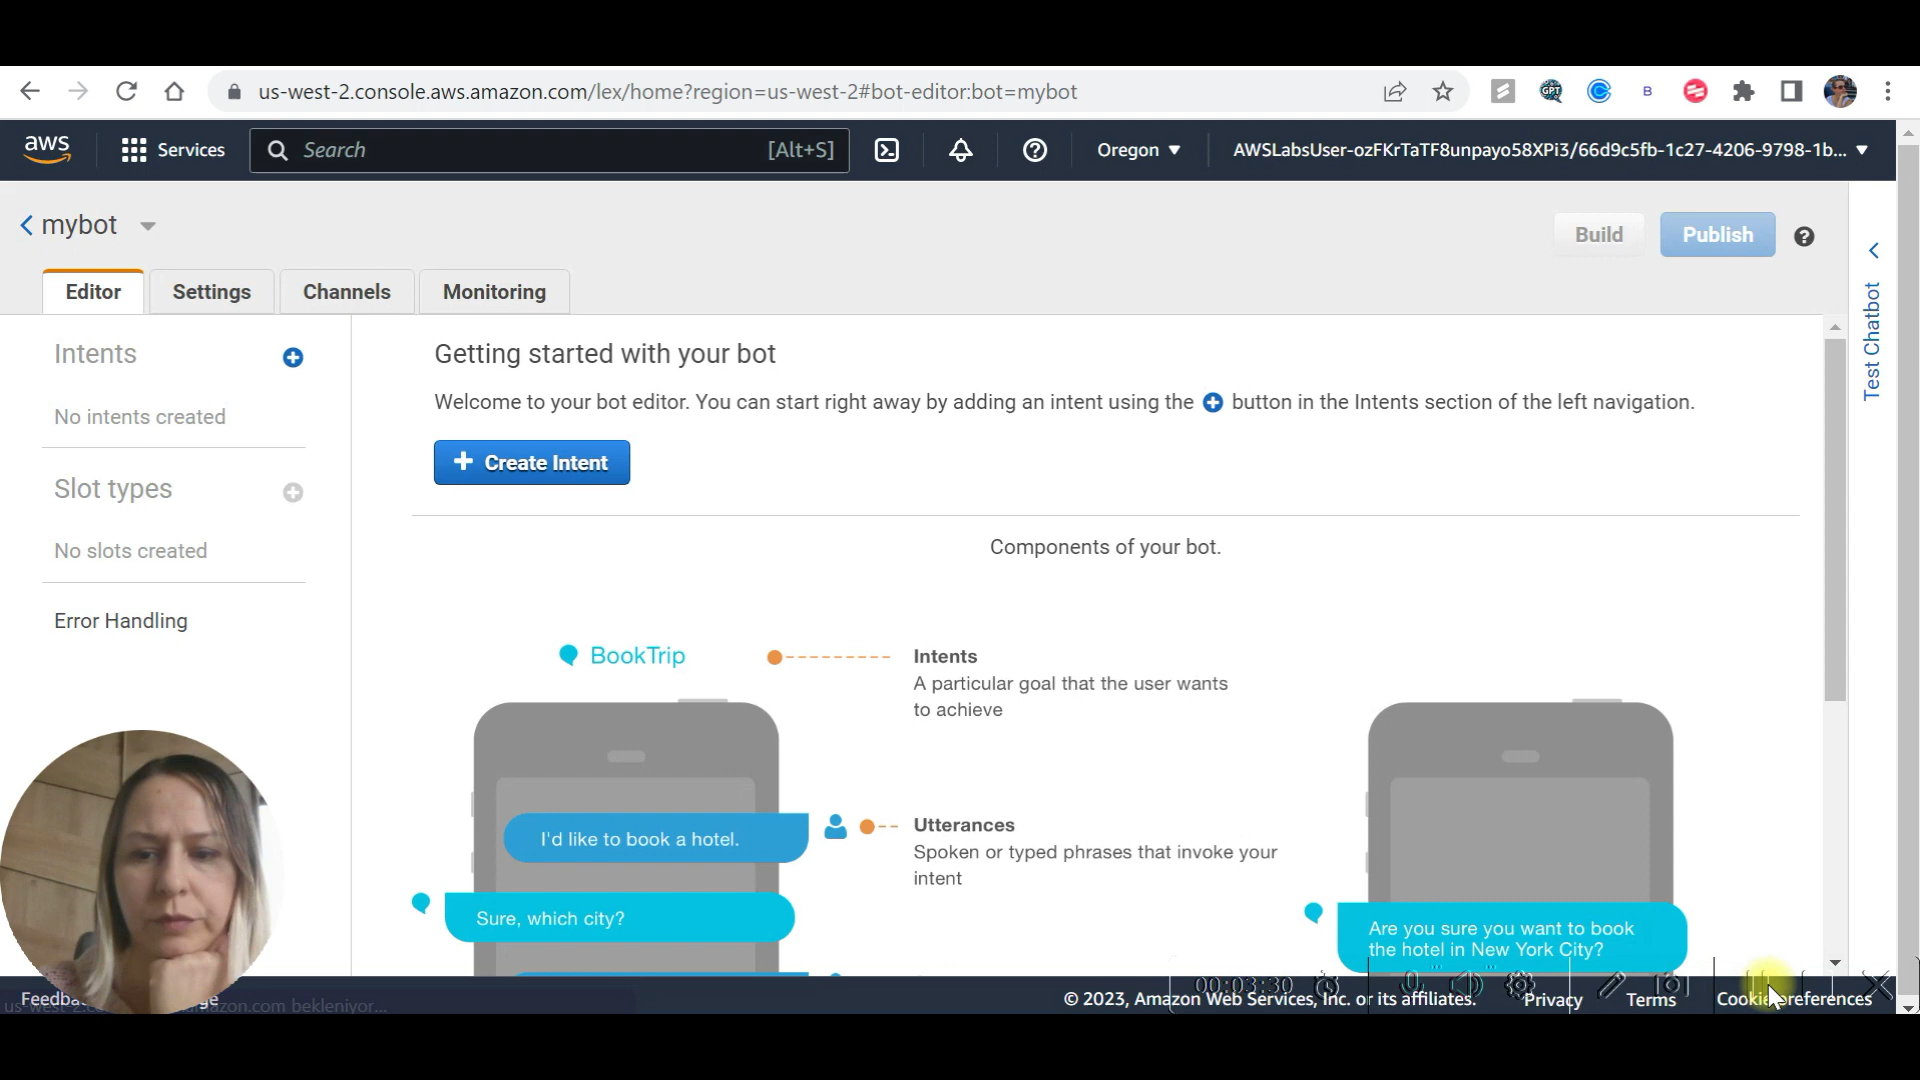 us-west-2.console.aws.amazon.com/lex/home?region=us-west-2#bot-editor:bot=mybot
GPT
B
aws
Services
Search
[Alt+S]
Oregon
AWSLabsUser-ozFKrTaTF8unpayo58XPi3/66d9c5fb-1c27-4206-9798-1b...
mybot
Build
Publish
Editor
Settings
Channels
Monitoring
Test Chatbot
Intents
No intents created
Slot types
No slots created
Error Handling
Getting started with your bot
Welcome to your bot editor. You can start right away by adding an intent using the button in the Intents section of the left navigation.
Create Intent
Components of your bot.
BookTrip
Intents
A particular goal that the user wants
to achieve
I'd like to book a hotel.
Utterances
Spoken or typed phrases that invoke your
intent
Sure, which city?
Are you sure you want to book
the hotel in New York City?
00:03:30
© 2023, Amazon Web Services, Inc. or its affiliates.
Privacy
Terms
Cookie preferences
bekleniyor...